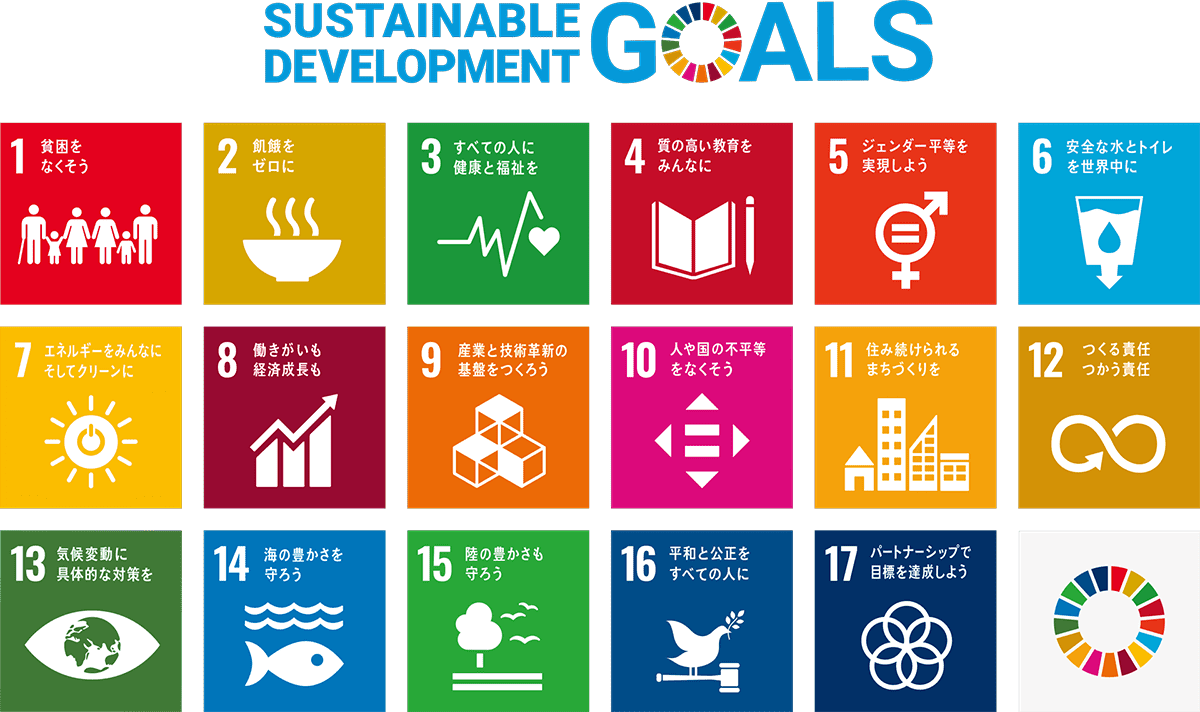 SUSTAINABLE
DEVELOPMENT
GOALS
1 貧困を
なくそう
2 飢餓を
ゼロに
3 すべての人に
健康と福祉を
4 質の高い教育を
みんなに
5 ジェンダー平等を
実現しよう
6 安全な水とトイレ
を世界中に
7 エネルギーをみんなに
そしてクリーンに
8 働きがいも
経済成長も
9 産業と技術革新の
基盤をつくろう
10 人や国の不平等
をなくそう
11 住み続けられる
まちづくりを
12 つくる責任
つかう責任
13 気候変動に
具体的な対策を
14 海の豊かさを
守ろう
15 陸の豊かさも
守ろう
16 平和と公正を
すべての人に
17 パートナーシップで
目標を達成しよう